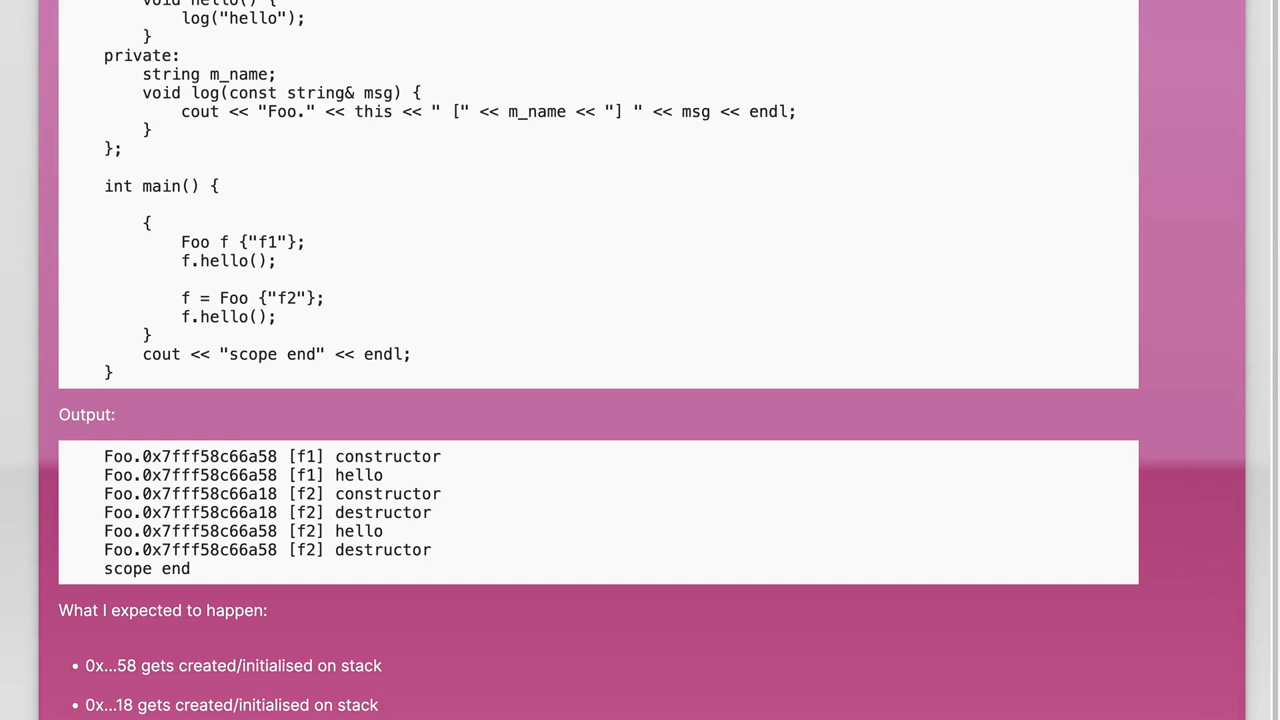 void hello() {
log("hello");
}
private:
string m_name;
void log(const string& msg) {
cout << "Foo." << this << " [" << m_name << "] " << msg << endl;
}
};
int main() {
{
Foo f {"f1"};
f.hello();
f = Foo {"f2"};
f.hello();
}
cout << "scope end" << endl;
}
Output:
Foo.0x7fff58c66a58 [f1] constructor
Foo.0x7fff58c66a58 [f1] hello
Foo.0x7fff58c66a18 [f2] constructor
Foo.0x7fff58c66a18 [f2] destructor
Foo.0x7fff58c66a58 [f2] hello
Foo.0x7fff58c66a58 [f2] destructor
scope end
What I expected to happen:
• 0x...58 gets created/initialised on stack
• 0x...18 gets created/initialised on stack